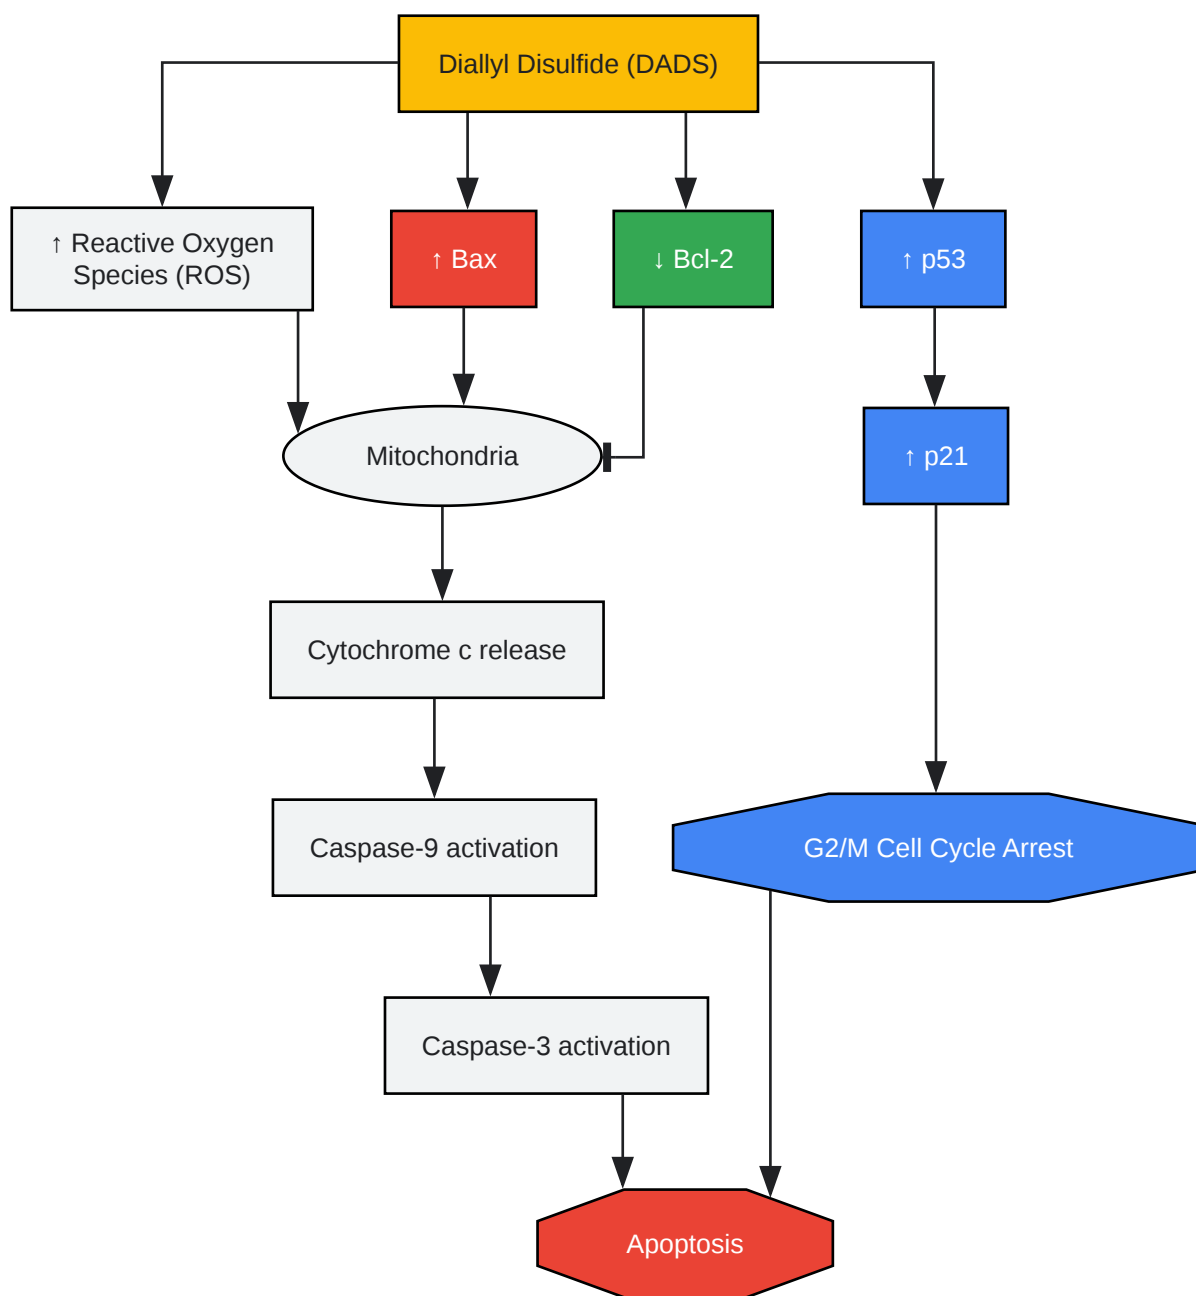 Diallyl Disulfide (DADS)
↑ Reactive Oxygen
Species (ROS)
↑ Bax
↓ Bcl-2
↑ p53
Mitochondria
↑ p21
Cytochrome c release
Caspase-9 activation
G2/M Cell Cycle Arrest
Caspase-3 activation
Apoptosis